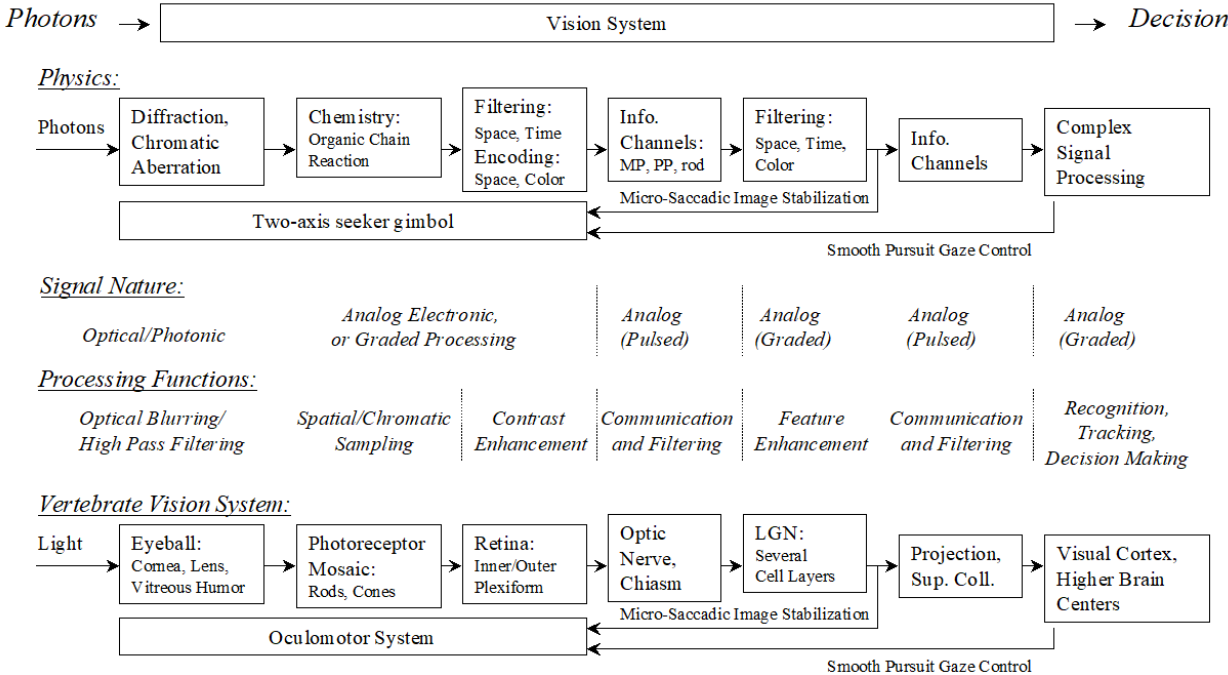 Photons
Vision System
Decision
Physics:
Photons
Diffraction,
Chromatic
Aberration
Chemistry:
Organic Chain
Reaction
Filtering:
Space, Time
Encoding:
Space, Color
Info.
Channels:
MP, PP, rod
Filtering:
Space, Time,
Color
Info.
Channels
Complex
Signal
Processing
Two-axis seeker gimbol
Micro-Saccadic Image Stabilization
Smooth Pursuit Gaze Control
Signal Nature:
Optical/Photonic
Analog Electronic,
or Graded Processing
Analog
(Pulsed)
Analog
(Graded)
Analog
(Pulsed)
Analog
(Graded)
Processing Functions:
Optical Blurring/
High Pass Filtering
Spatial/Chromatic
Sampling
Contrast
Enhancement
Communication
and Filtering
Feature
Enhancement
Communication
and Filtering
Recognition,
Tracking,
Decision Making
Vertebrate Vision System:
Light
Eyeball:
Cornea, Lens,
Vitreous Humor
Photoreceptor
Mosaic:
Rods, Cones
Retina:
Inner/Outer
Plexiform
Optic
Nerve,
Chiasm
LGN:
Several
Cell Layers
Projection,
Sup. Coll.
Visual Cortex,
Higher Brain
Centers
Oculomotor System
Micro-Saccadic Image Stabilization
Smooth Pursuit Gaze Control